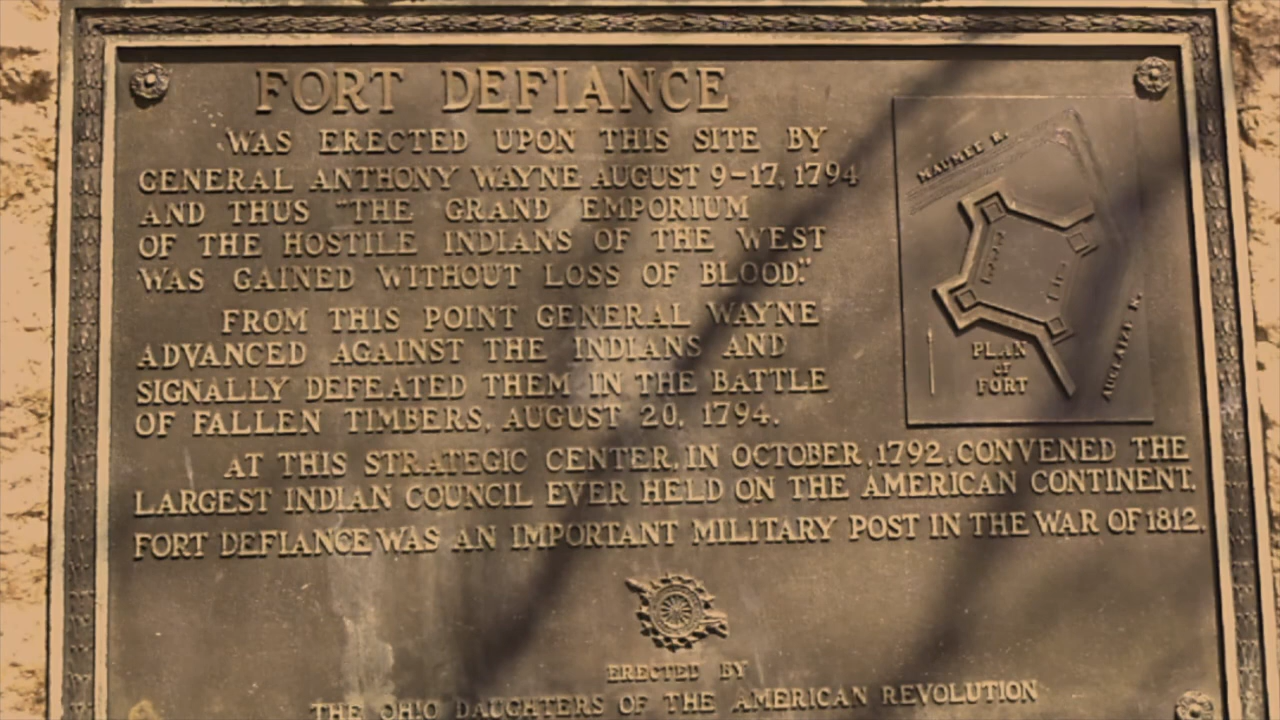 FORT DEFIANCE
WAS ERECTED UPON THIS SITE BY
GENERAL ANTHONY WAYNE AUGUST 9-17, 1794
AND THUS "THE GRAND EMPORIUM
OF THE HOSTILE INDIANS OF THE WEST
WAS GAINED WITHOUT LOSS OF BLOOD."
FROM THIS POINT GENERAL WAYNE
ADVANCED AGAINST THE INDIANS AND
SIGNALLY DEFEATED THEM IN THE BATTLE
OF FALLEN TIMBERS, AUGUST 20, 1794.
MAUMEE R.
AUGLAIZE R.
PLAN
OF
FORT
AT THIS STRATEGIC CENTER, IN OCTOBER, 1792, CONVENED THE
LARGEST INDIAN COUNCIL EVER HELD ON THE AMERICAN CONTINENT.
FORT DEFIANCE WAS AN IMPORTANT MILITARY POST IN THE WAR OF 1812.
ERECTED BY
THE OHIO DAUGHTERS OF THE AMERICAN REVOLUTION